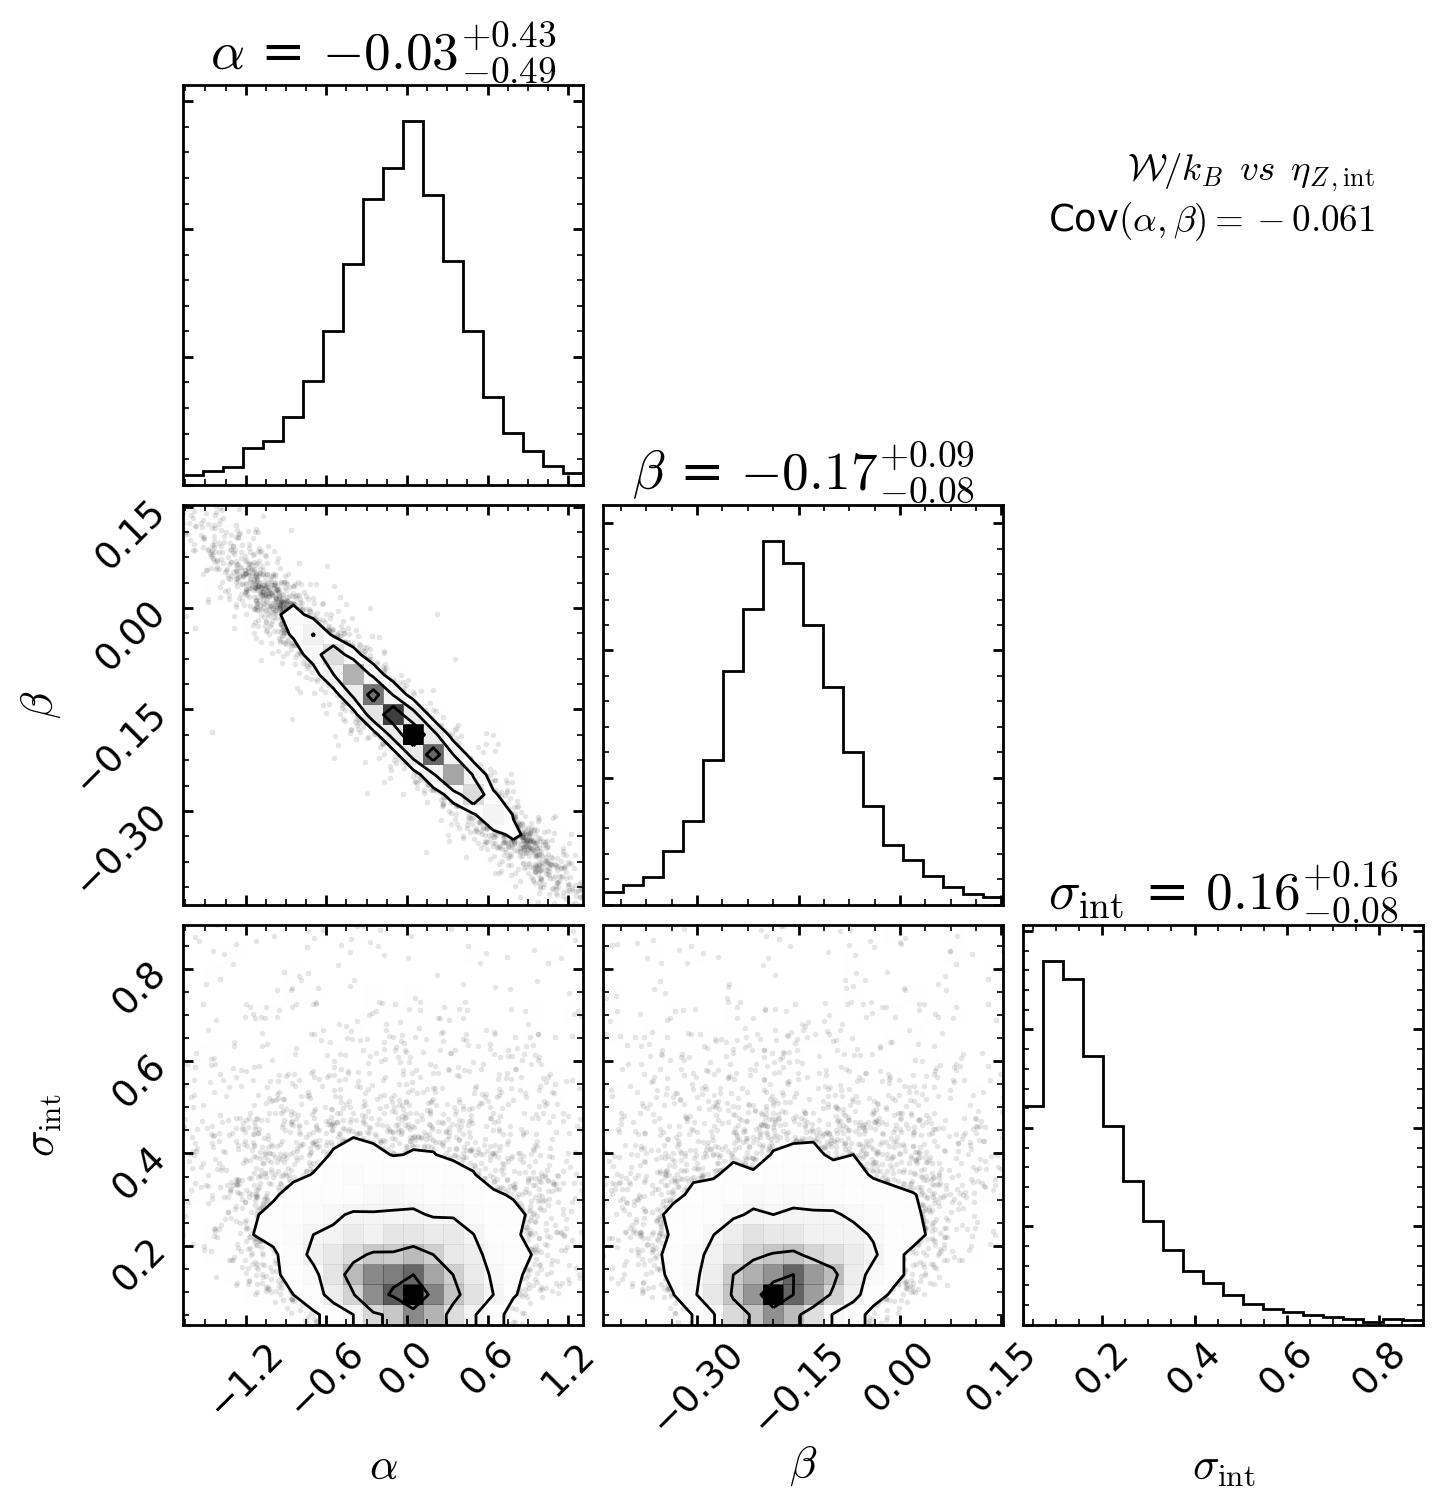 α = −0.03 +0.43 −0.49
𝒲/k_B vs η_Z,int
Cov(α, β) = −0.061
β = −0.17 +0.09 −0.08
0.15
0.00
−0.15
−0.30
β
σ_int = 0.16 +0.16 −0.08
0.8
0.6
0.4
0.2
σ_int
−1.2 −0.6 0.0 0.6 1.2
−0.30 −0.15 0.00 0.15
0.2 0.4 0.6 0.8
α β σ_int